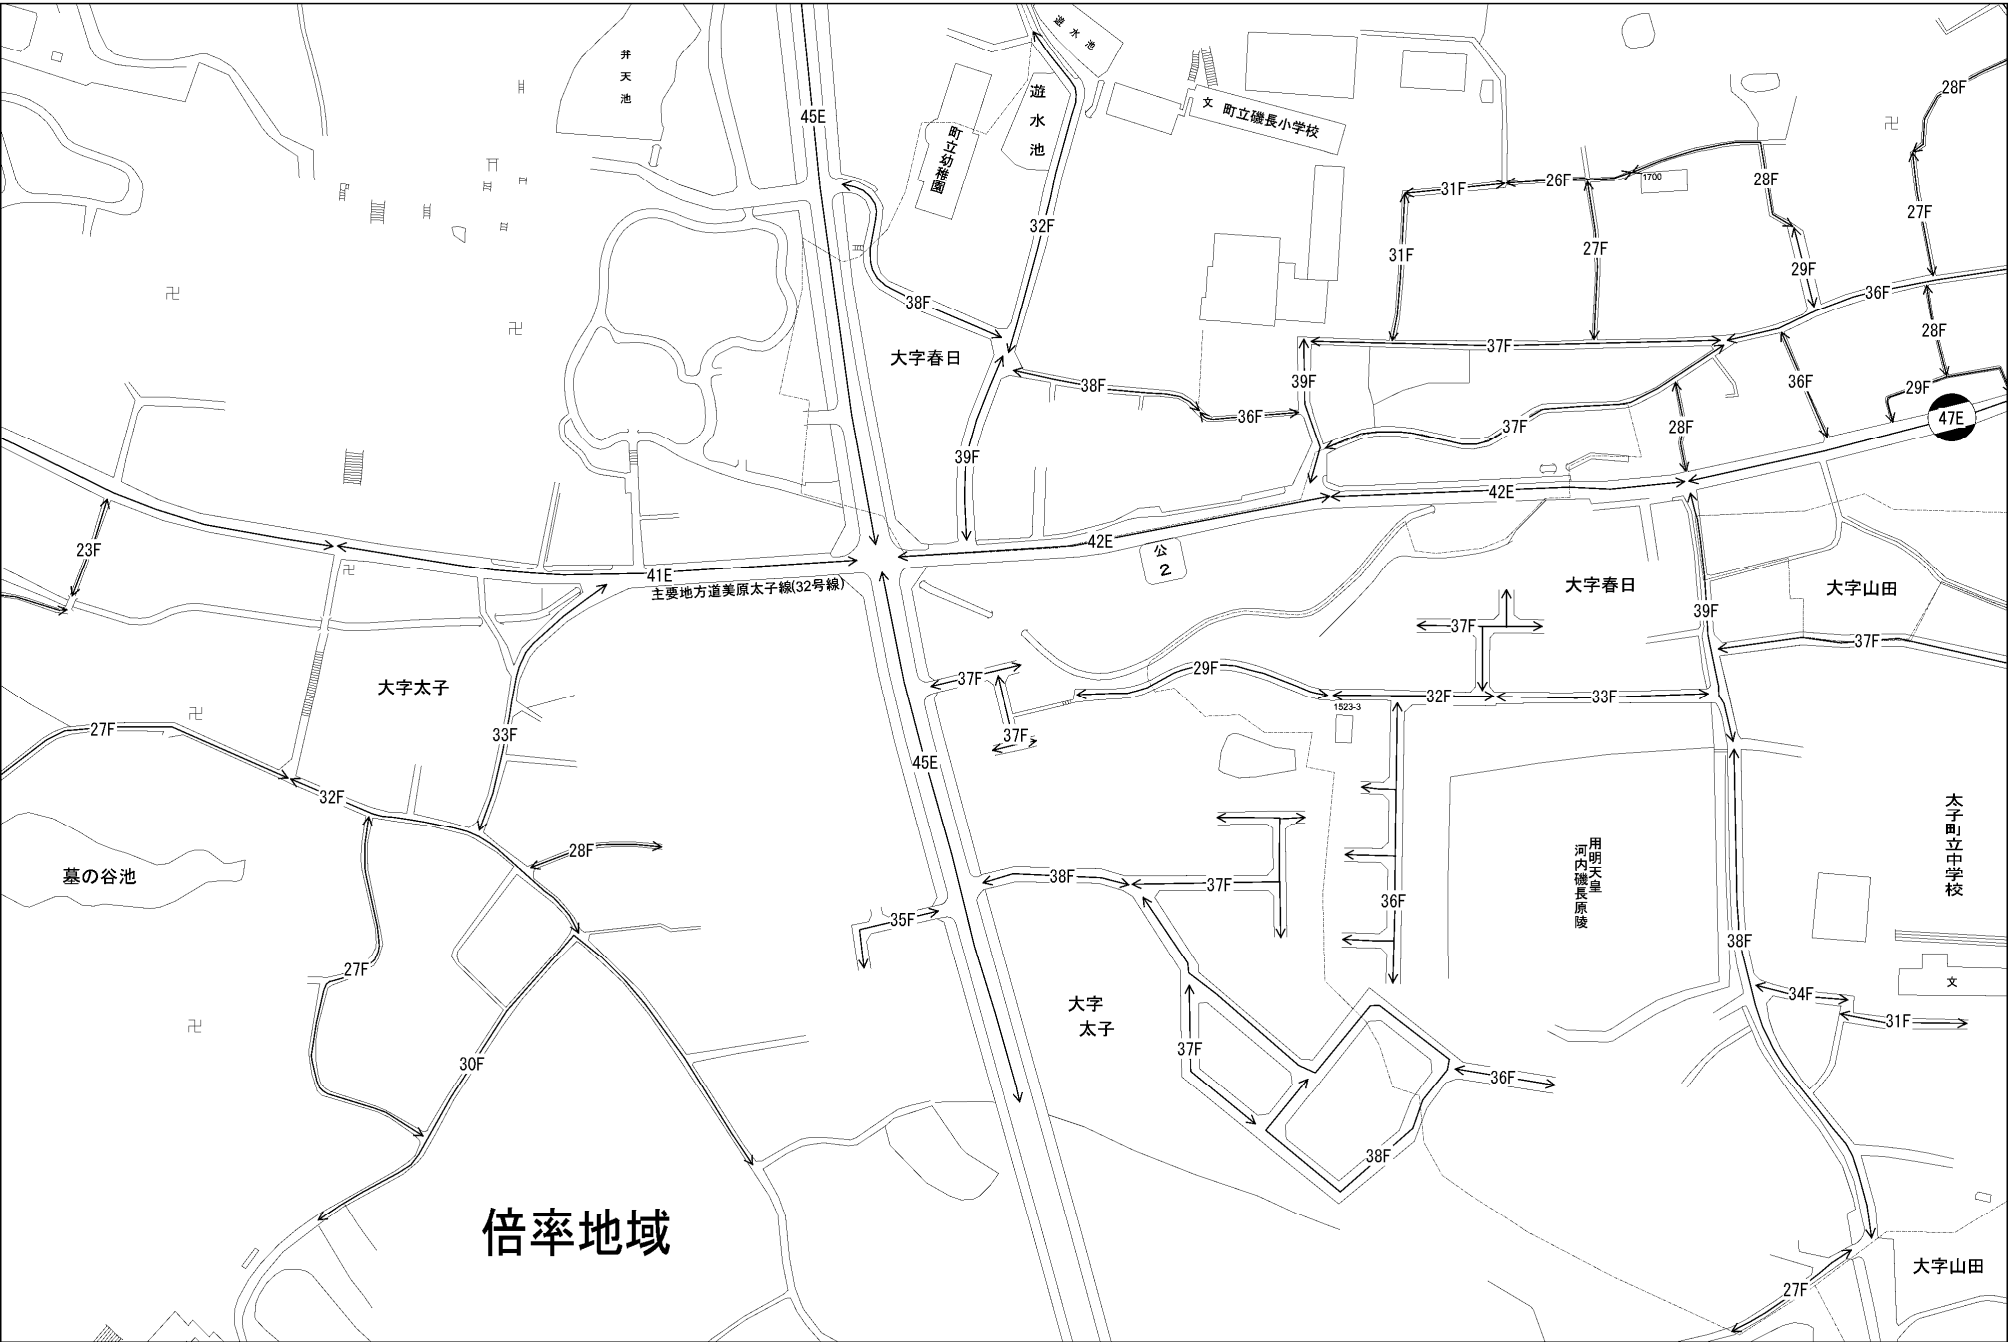 弁天池
遊水池
遊水池
町立幼稚園
文 町立磯長小学校
45E
28F
1700
31F
26F
28F
27F
32F
31F
27F
29F
36F
38F
大字春日
37F
28F
38F
39F
36F
29F
36F
37F
28F
47E
39F
42E
42E
23F
41E
主要地方道美原太子線(32号線)
公
2
大字春日
大字山田
39F
37F
37F
大字太子
37F
29F
32F
33F
1523-3
27F
33F
37F
45E
32F
太子町立中学校
用明天皇
河内磯長原陵
28F
墓の谷池
38F
37F
36F
35F
38F
27F
文
34F
大字
太子
31F
37F
30F
36F
38F
倍率地域
大字山田
27F